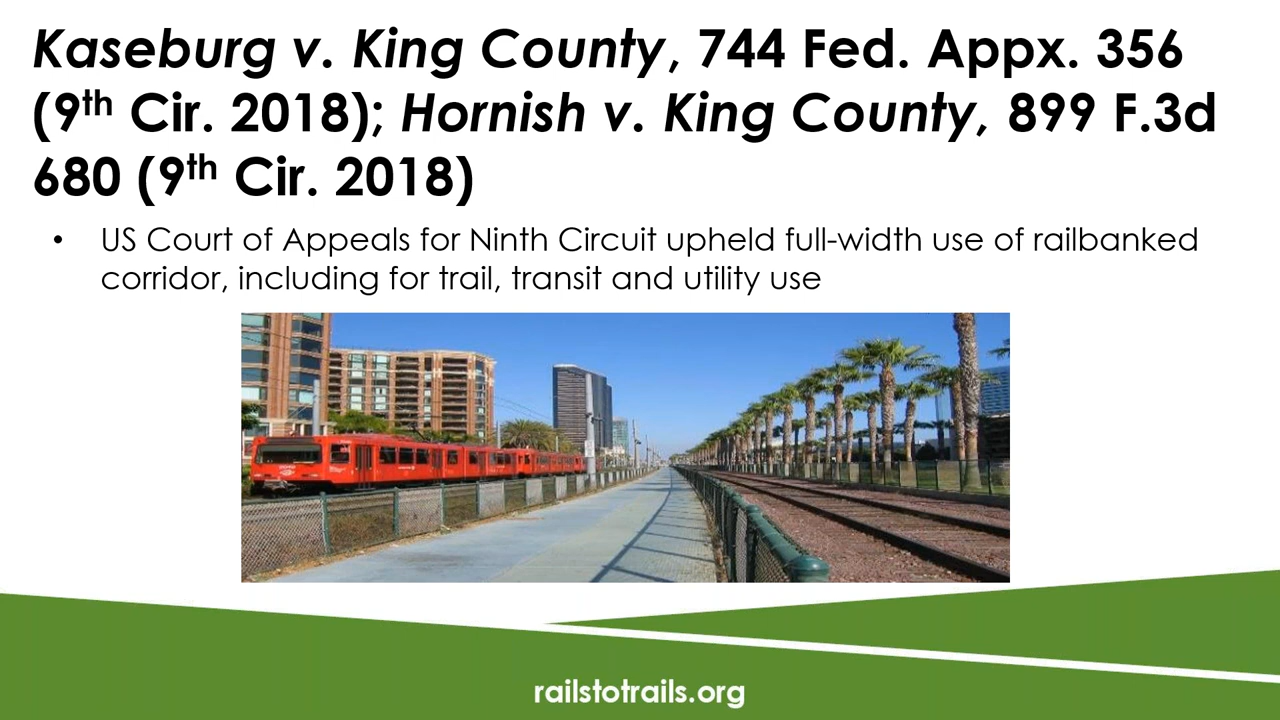 Kaseburg v. King County, 744 Fed. Appx. 356
(9th Cir. 2018); Hornish v. King County, 899 F.3d
680 (9th Cir. 2018)
• US Court of Appeals for Ninth Circuit upheld full-width use of railbanked
corridor, including for trail, transit and utility use
railstotrails.org